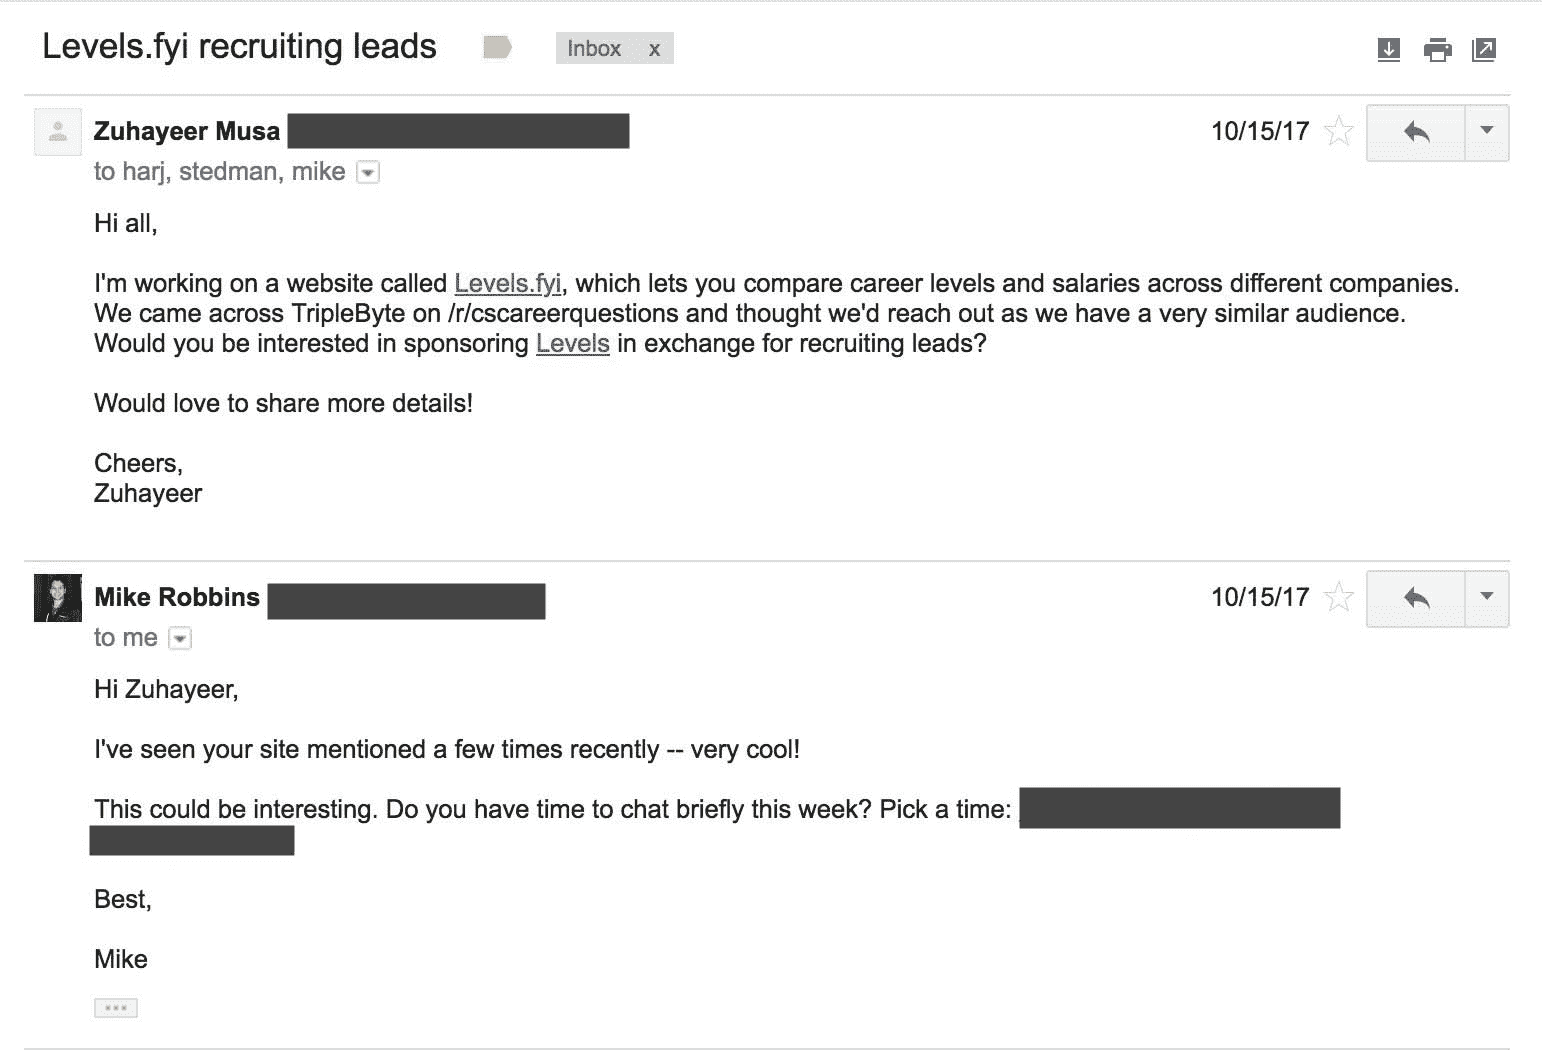 Levels.fyi recruiting leads Inbox x
Zuhayeer Musa 10/15/17
to harj, stedman, mike
Hi all,
I'm working on a website called Levels.fyi, which lets you compare career levels and salaries across different companies.
We came across TripleByte on /r/cscareerquestions and thought we'd reach out as we have a very similar audience.
Would you be interested in sponsoring Levels in exchange for recruiting leads?
Would love to share more details!
Cheers,
Zuhayeer
Mike Robbins 10/15/17
to me
Hi Zuhayeer,
I've seen your site mentioned a few times recently -- very cool!
This could be interesting. Do you have time to chat briefly this week? Pick a time:
Best,
Mike